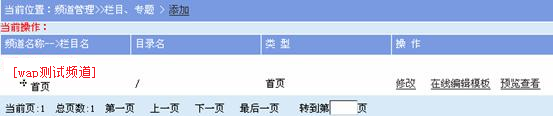 当前位置：频道管理>>栏目、专题 > 添加
当前操作：
频道名称-->栏目名 目录名 类 型 操 作
[wap测试频道]
首页 / 首页 修改 在线编辑模板 预览查看
当前页:1 总页数:1 第一页 上一页 下一页 最后一页 转到第 页